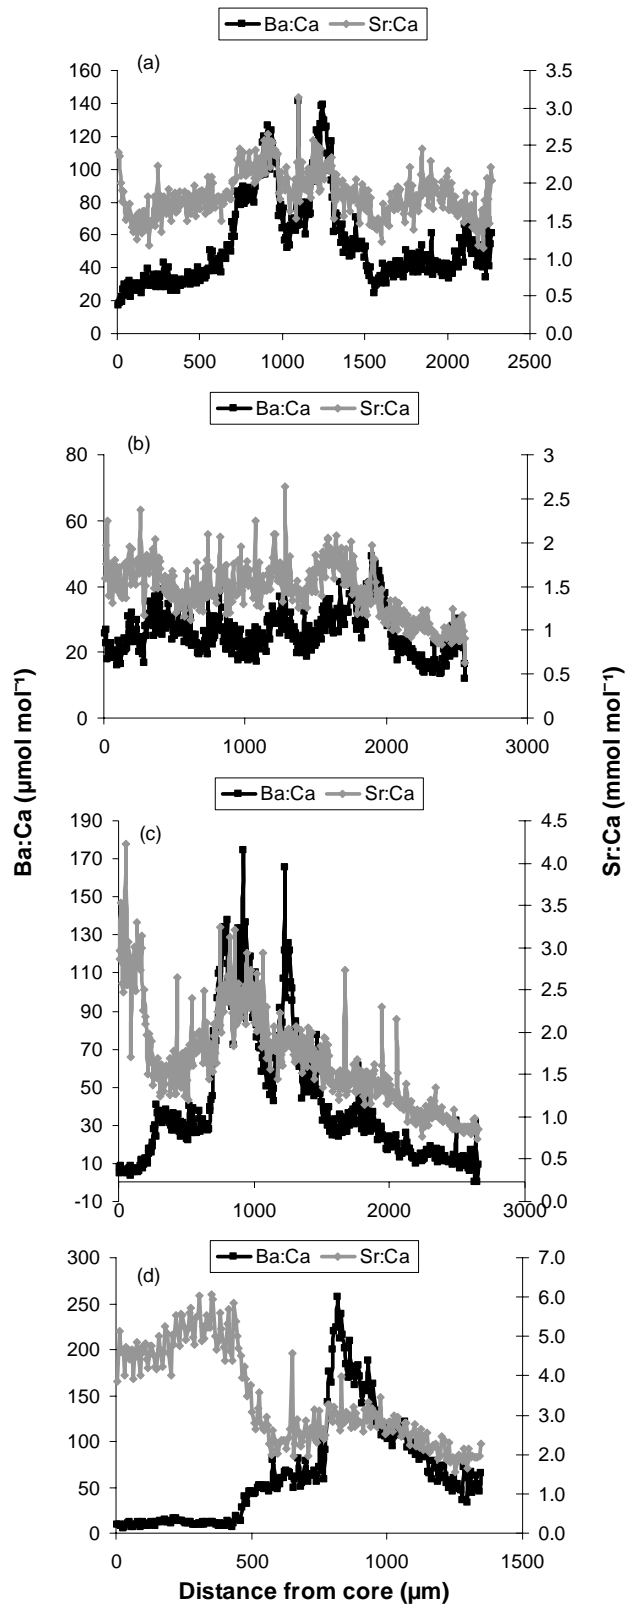 Ba:Ca Sr:Ca
(a)
160 3.5
140 3.0
120 2.5
100
80 2.0
60 1.5
40 1.0
20 0.5
0 0.0
0 500 1000 1500 2000 2500
Ba:Ca Sr:Ca
(b)
80 3
2.5
60 2
40 1.5
1
20 0.5
0 0
0 1000 2000 3000
Ba:Ca (µmol mol⁻¹)
Sr:Ca (mmol mol⁻¹)
Ba:Ca Sr:Ca
(c)
190 4.5
170 4.0
150 3.5
130 3.0
110 2.5
90 2.0
70 1.5
50 1.0
30 0.5
10 0.0
-10
0 1000 2000 3000
Ba:Ca Sr:Ca
(d)
300 7.0
250 6.0
200 5.0
150 4.0
100 3.0
50 2.0
0 1.0
0.0
0 500 1000 1500
Distance from core (µm)